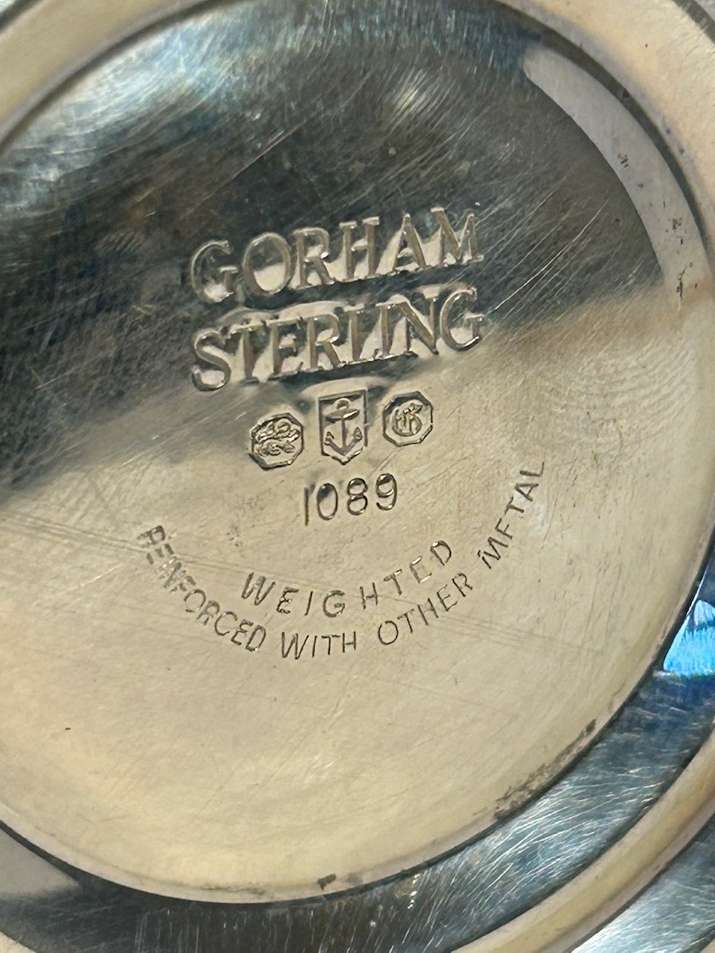 GORHAM
STERLING
1089
WEIGHTED
REINFORCED WITH OTHER METAL